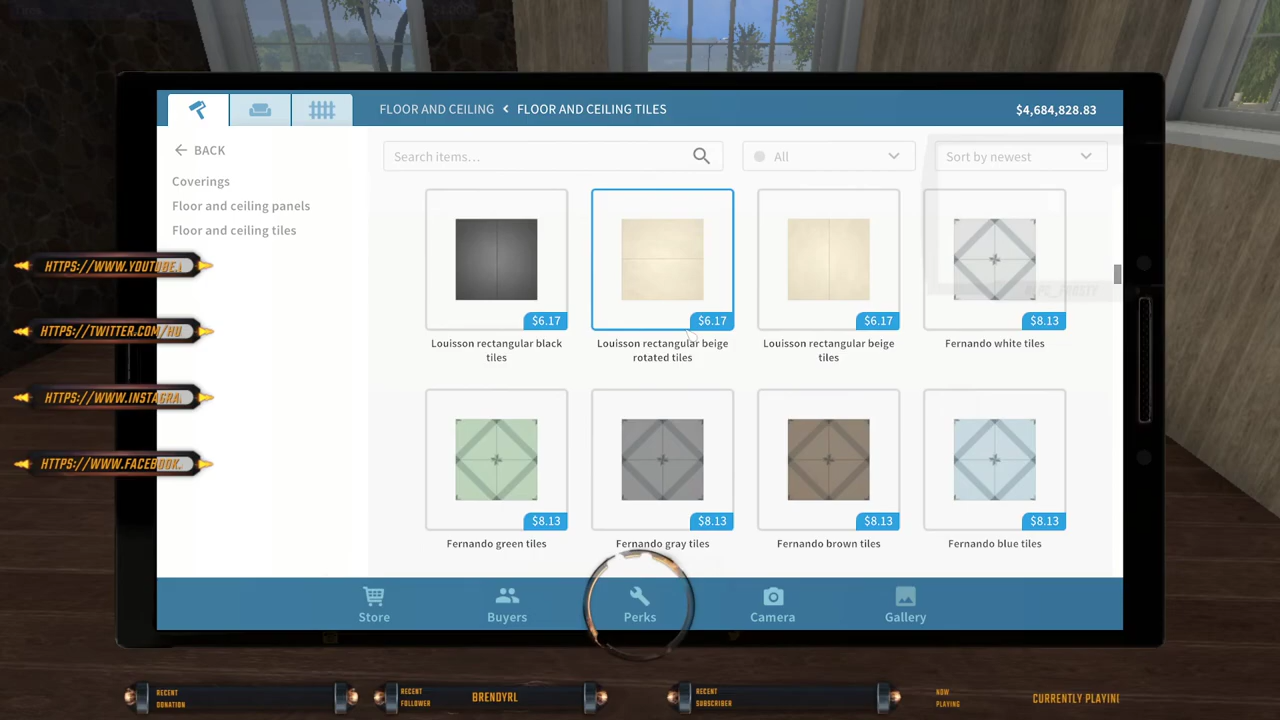 FLOOR AND CEILING < FLOOR AND CEILING TILES
$4,684,828.83
BACK
Search items...
All
Sort by newest
Coverings
Floor and ceiling panels
Floor and ceiling tiles
HTTPS://WWW.YOUTUBE.
HTTPS://TWITTER.COM/HU
HTTPS://WWW.INSTAGRA
HTTPS://WWW.FACEBOOK.
$6.17
$6.17
$6.17
$8.13
Louisson rectangular black
tiles
Louisson rectangular beige
rotated tiles
Louisson rectangular beige
tiles
Fernando white tiles
$8.13
$8.13
$8.13
$8.13
Fernando green tiles
Fernando gray tiles
Fernando brown tiles
Fernando blue tiles
Store
Buyers
Perks
Camera
Gallery
RECENT
DONATION
RECENT
FOLLOWER
BRENDYRL
RECENT
SUBSCRIBER
NOW
PLAYING
CURRENTLY PLAYIN